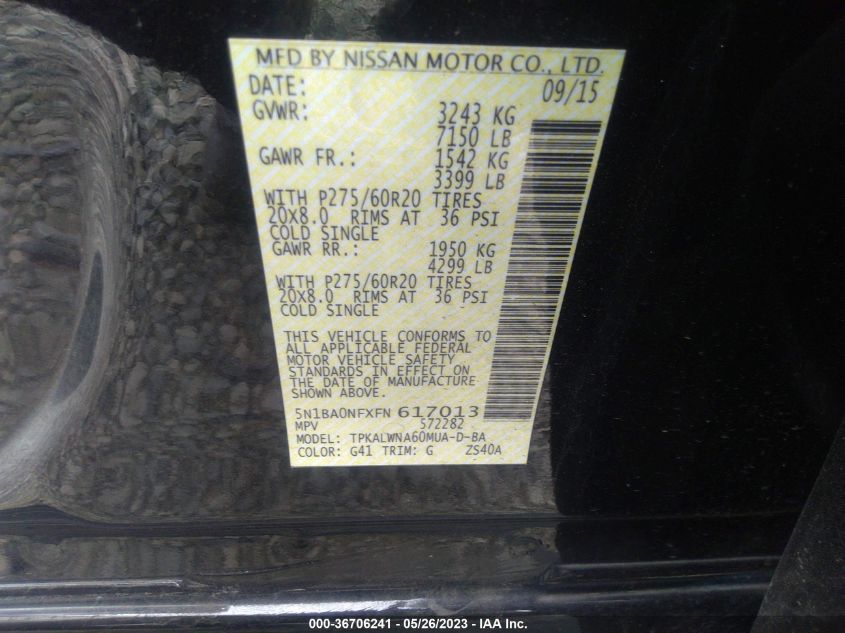 MFD BY NISSAN MOTOR CO., LTD.
DATE: 09/15
GVWR: 3243 KG
7150 LB
GAWR FR.: 1542 KG
3399 LB
WITH P275/60R20 TIRES
20X8.0 RIMS AT 36 PSI
COLD SINGLE
GAWR RR.: 1950 KG
4299 LB
WITH P275/60R20 TIRES
20X8.0 RIMS AT 36 PSI
COLD SINGLE
THIS VEHICLE CONFORMS TO
ALL APPLICABLE FEDERAL
MOTOR VEHICLE SAFETY
STANDARDS IN EFFECT ON
THE DATE OF MANUFACTURE
SHOWN ABOVE.
5N1BA0NFXFN 617013
MPV 572282
MODEL: TPKALWNA60MUA-D-BA
COLOR: G41 TRIM: G ZS40A
000-36706241 - 05/26/2023 - IAA Inc.